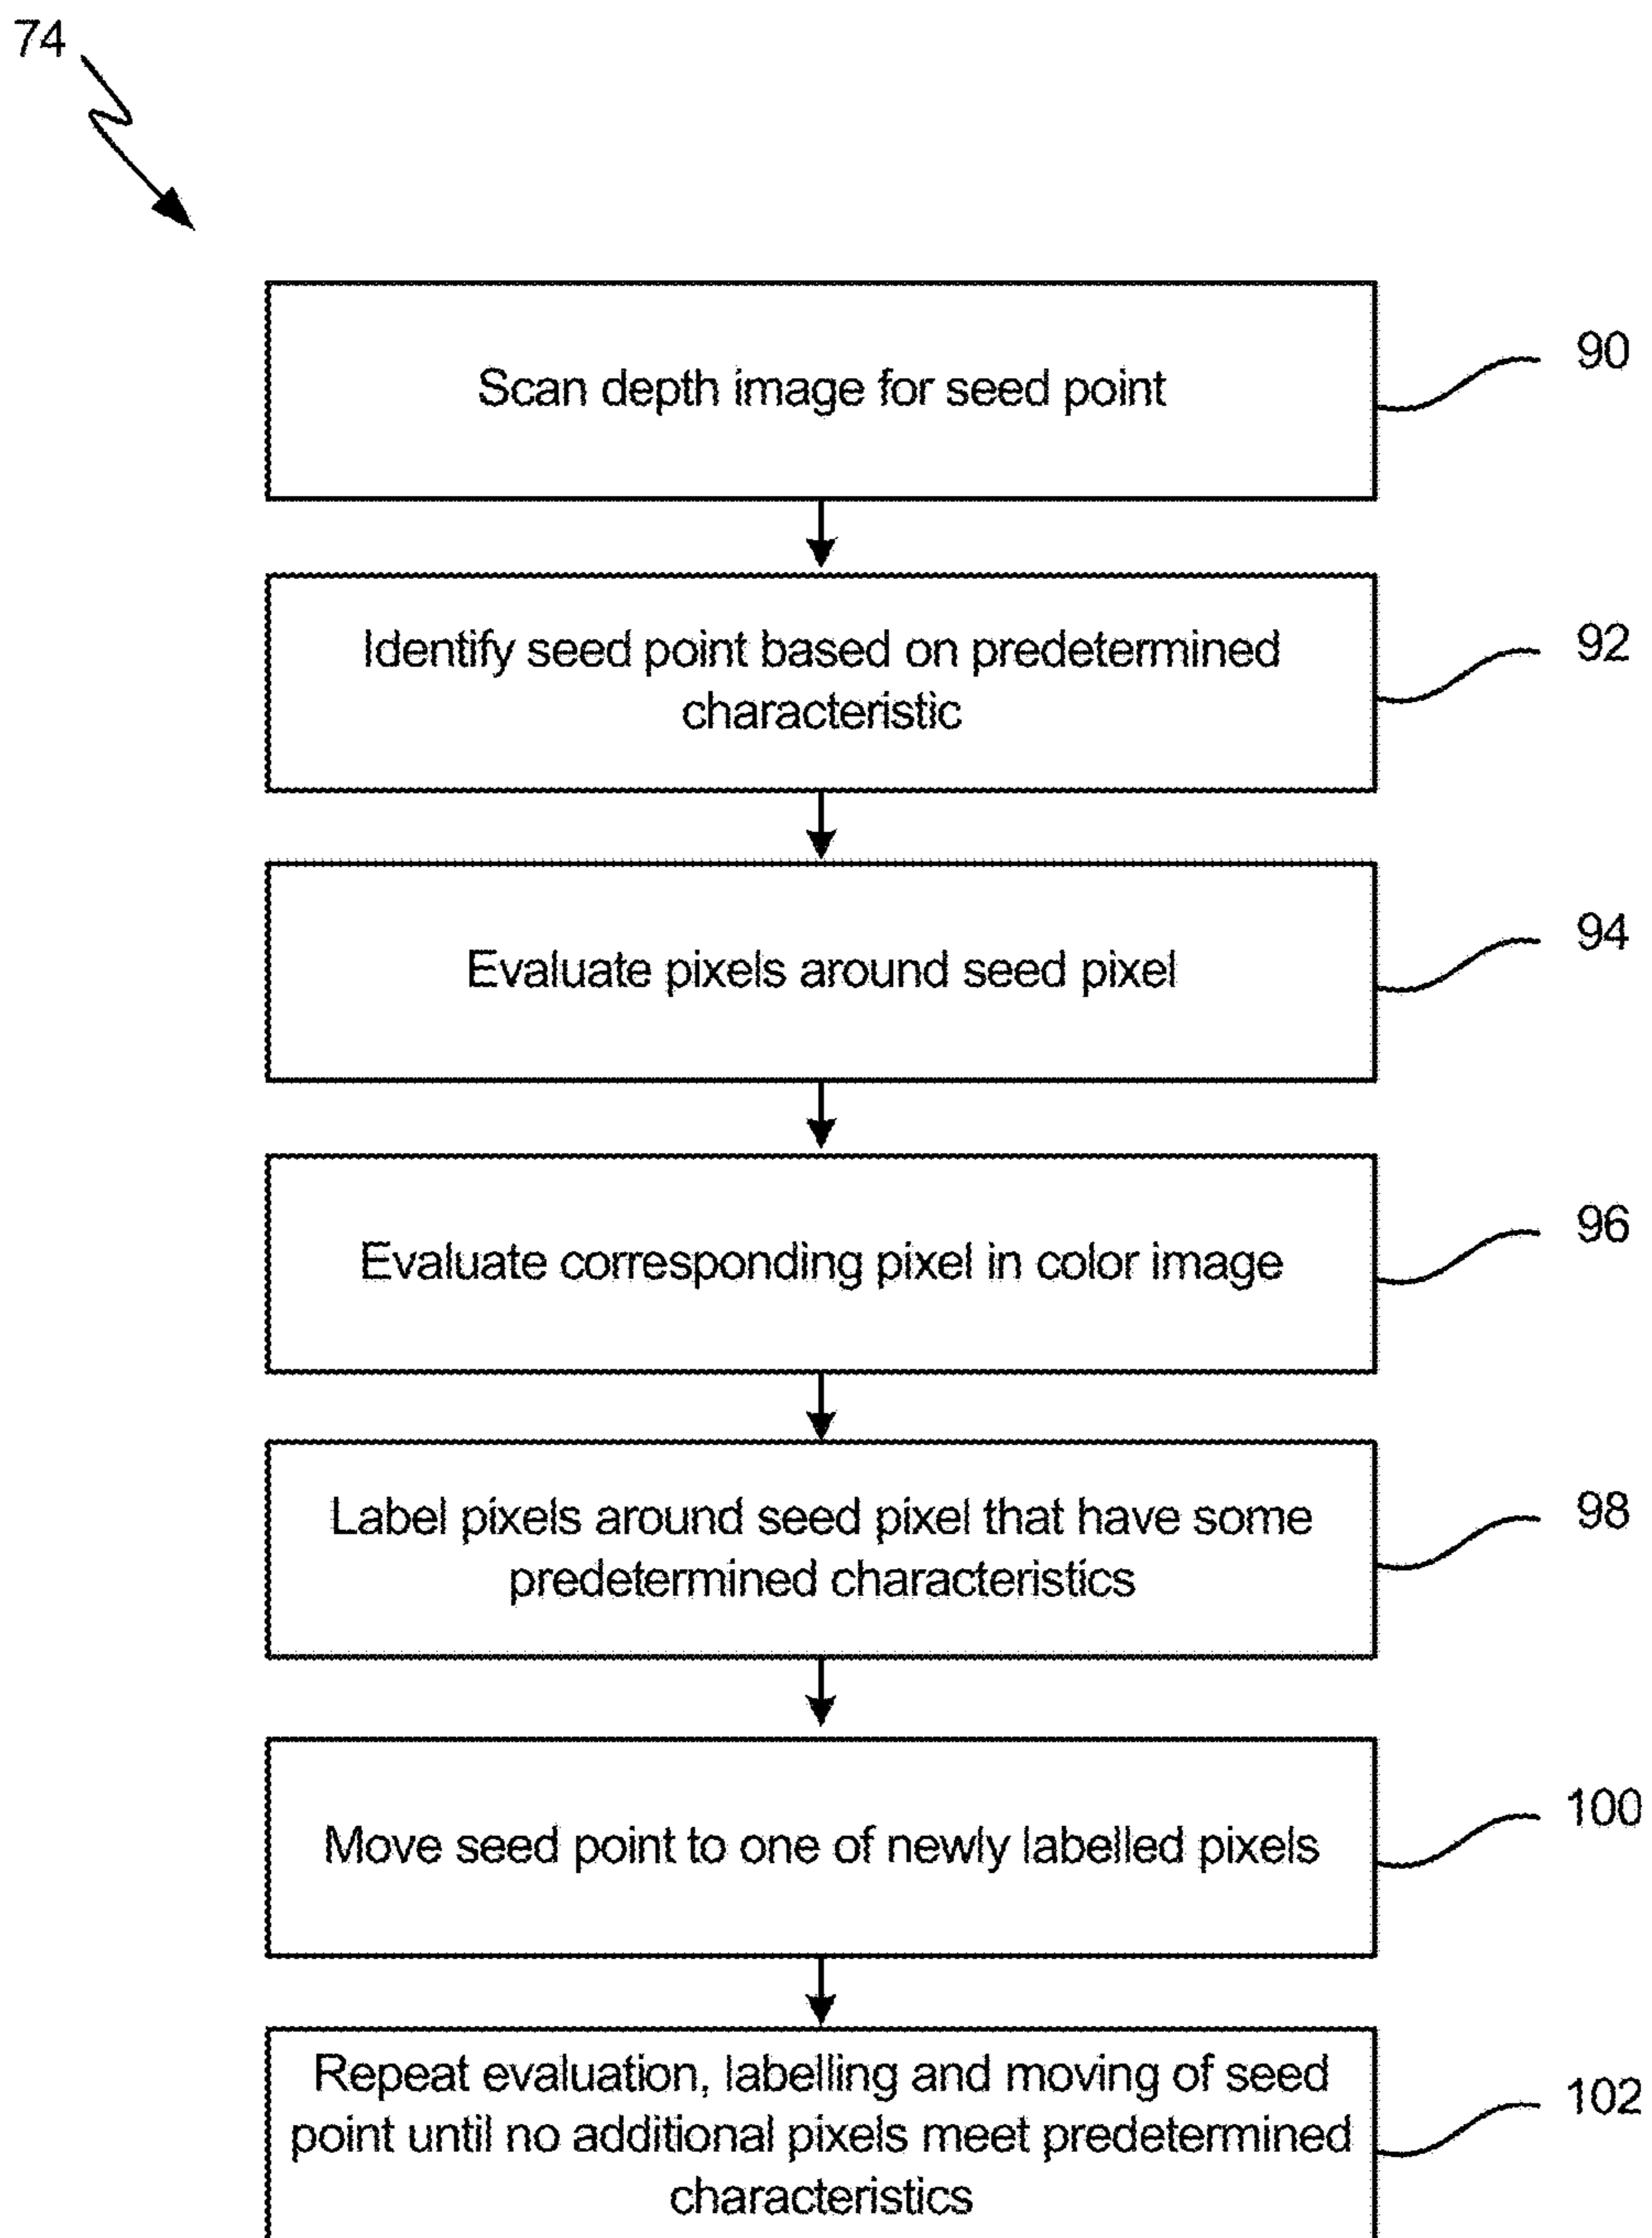 74
Scan depth image for seed point
90
Identify seed point based on predetermined
characteristic
92
Evaluate pixels around seed pixel
94
Evaluate corresponding pixel in color image
96
Label pixels around seed pixel that have some
predetermined characteristics
98
Move seed point to one of newly labelled pixels
100
Repeat evaluation, labelling and moving of seed
point until no additional pixels meet predetermined
characteristics
102